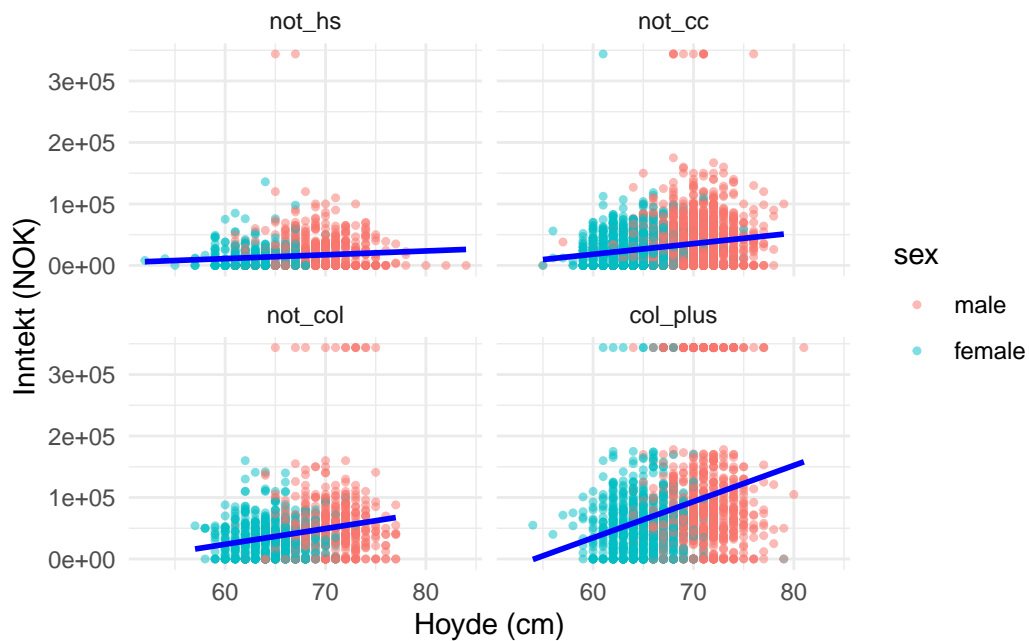 not_hs
not_cc
3e+05
2e+05
1e+05
0e+00
not_col
col_plus
3e+05
2e+05
1e+05
0e+00
60 70 80
60 70 80
Hoyde (cm)
Inntekt (NOK)
sex
male
female